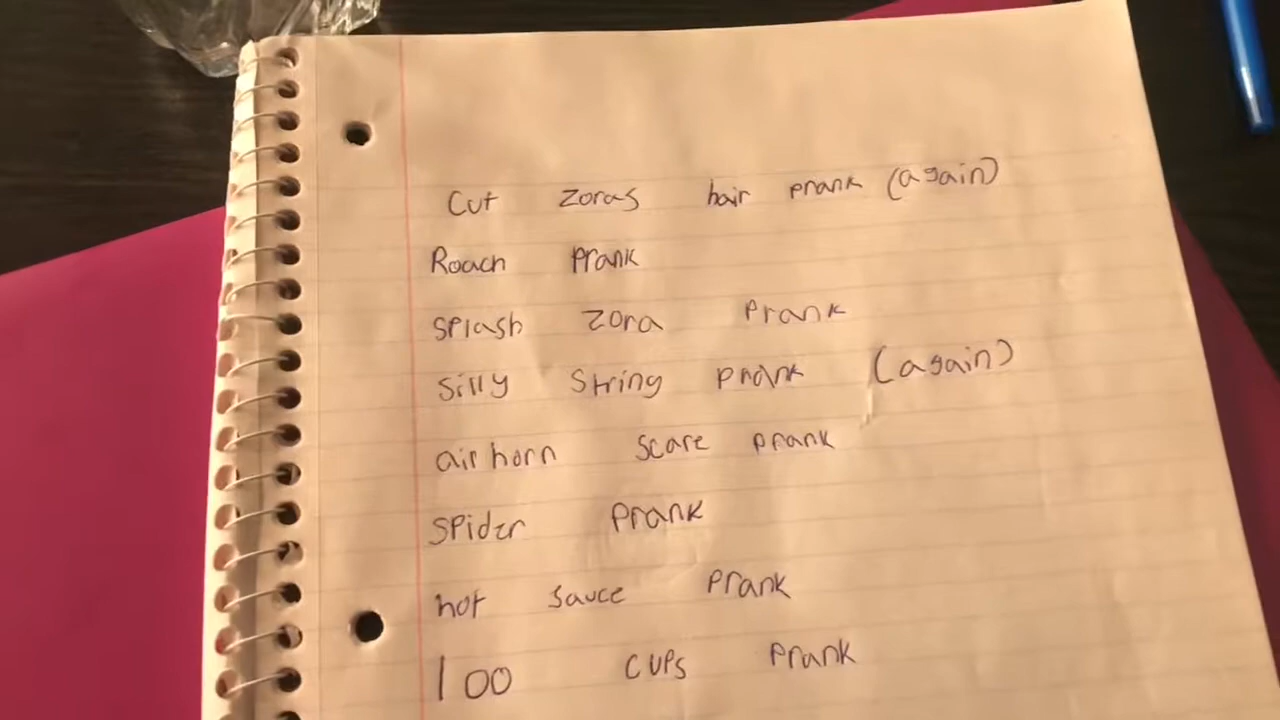 Cut zoras hair prank (again)
Roach prank
splash zora prank
silly string prank (again)
air horn scare prank
spider prank
hot sauce prank
100 cups prank